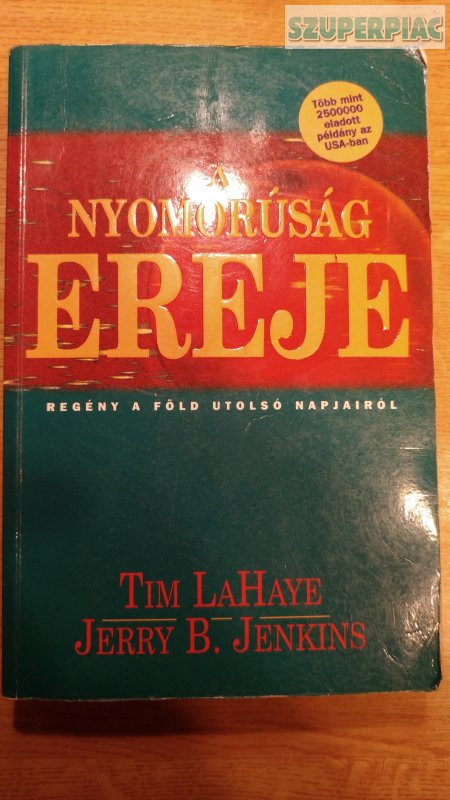 SZUPERPIAC
Több mint
2500000
eladott
példány az
USA-ban
A
NYOMORÚSÁG
EREJE
REGÉNY A FÖLD UTOLSÓ NAPJAIRÓL
TIM LAHAYE
JERRY B. JENKINS